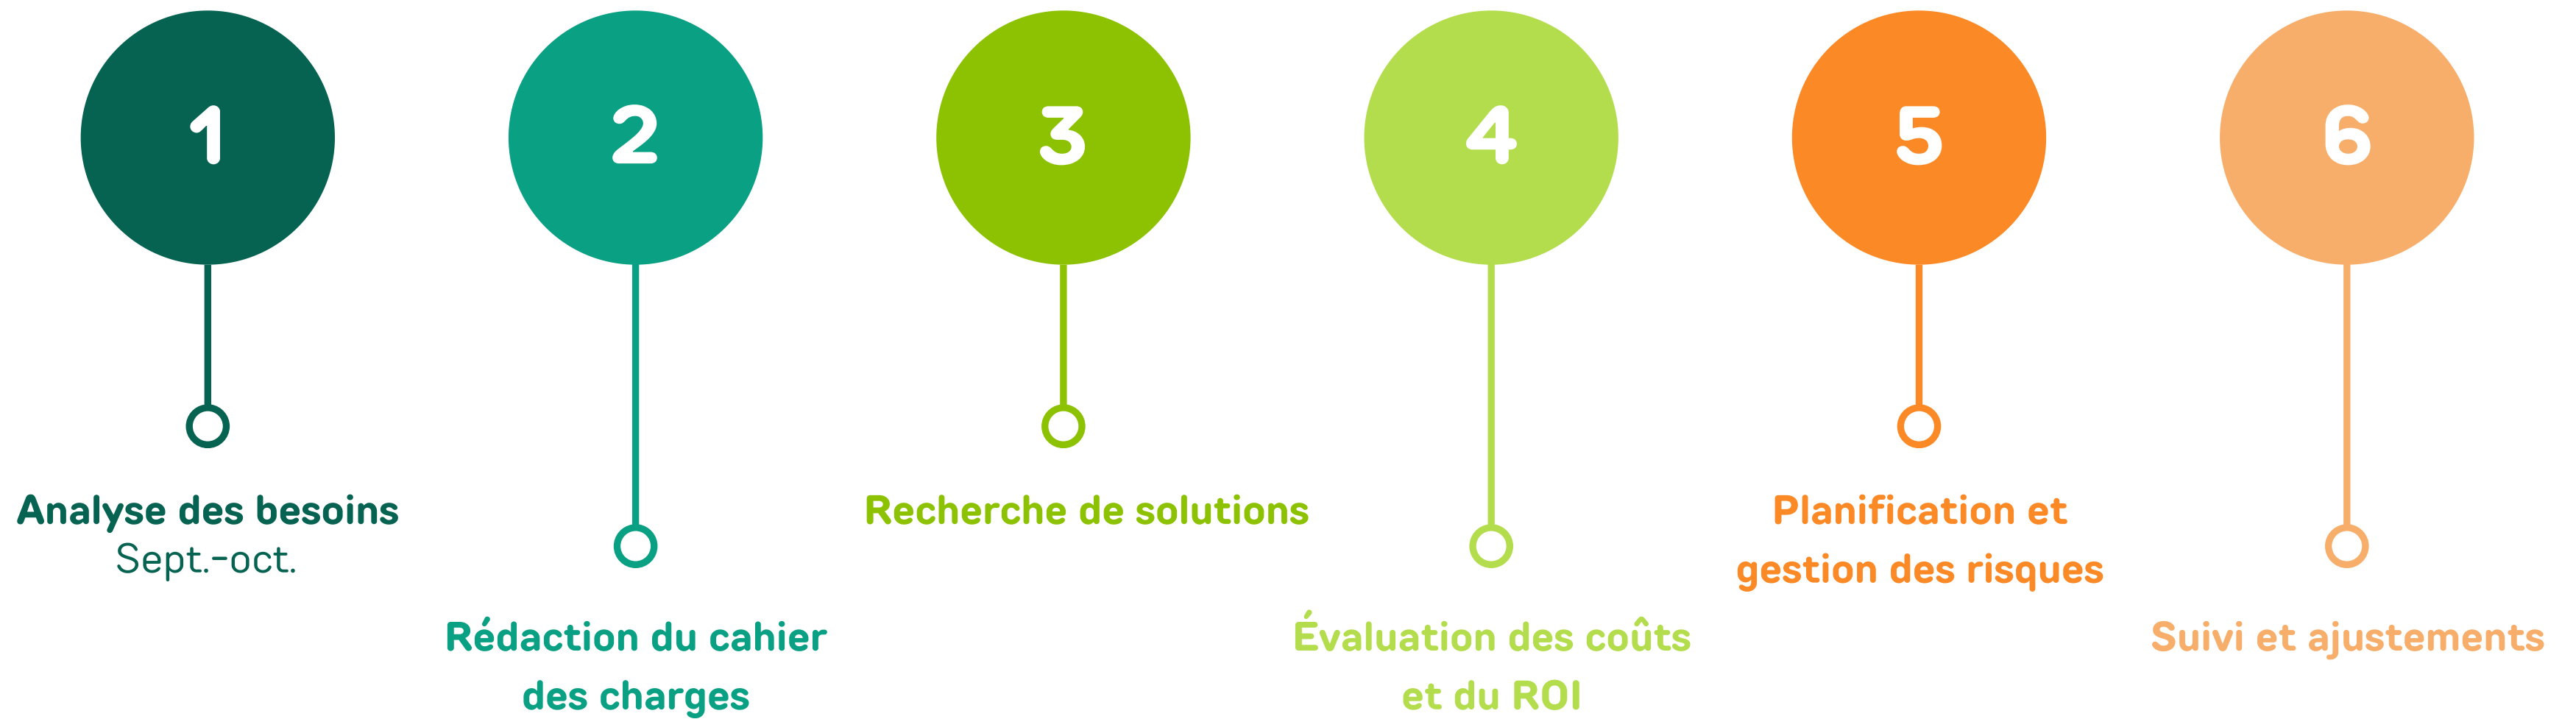 1
Analyse des besoins
Sept.-oct.
2
Rédaction du cahier
des charges
3
Recherche de solutions
4
Évaluation des coûts
et du ROI
5
Planification et
gestion des risques
6
Suivi et ajustements